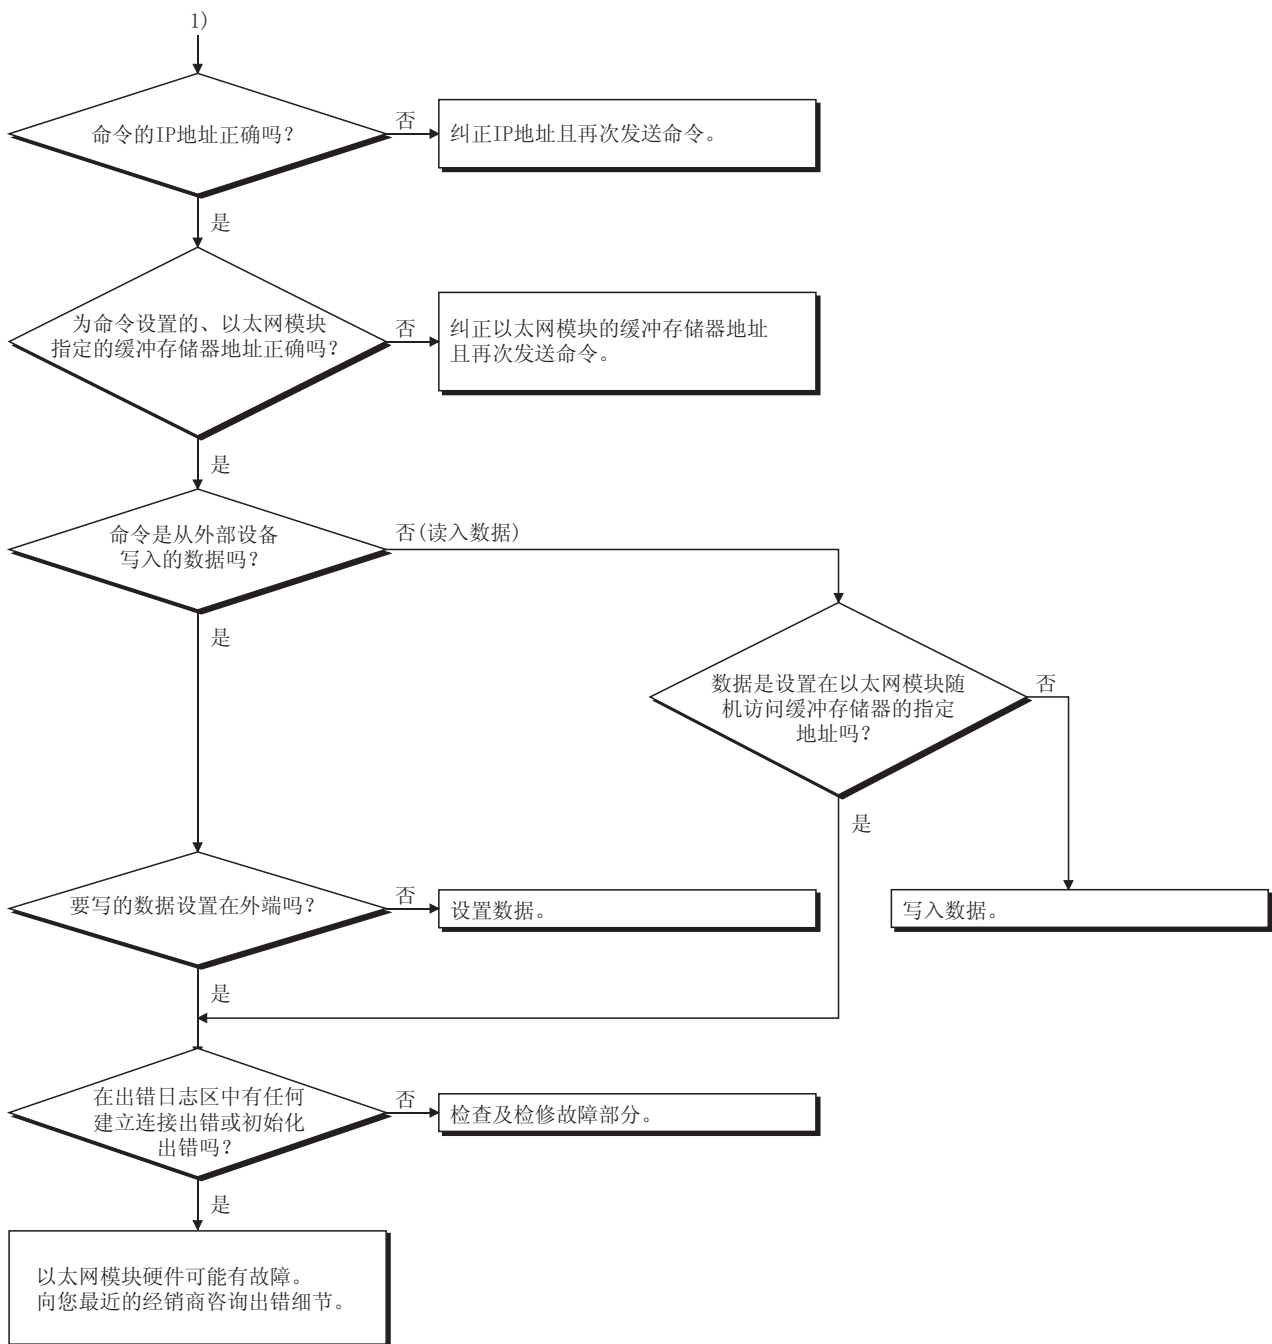 1)
命令的IP地址正确吗?
否
纠正IP地址且再次发送命令。
是
为命令设置的、以太网模块
指定的缓冲存储器地址正确吗?
否
纠正以太网模块的缓冲存储器地址
且再次发送命令。
是
命令是从外部设备
写入的数据吗?
否(读入数据)
是
数据是设置在以太网模块随
机访问缓冲存储器的指定
地址吗?
否
是
要写的数据设置在外端吗?
否
设置数据。
写入数据。
是
在出错日志区中有任何
建立连接出错或初始化
出错吗?
否
检查及检修故障部分。
是
以太网模块硬件可能有故障。
向您最近的经销商咨询出错细节。